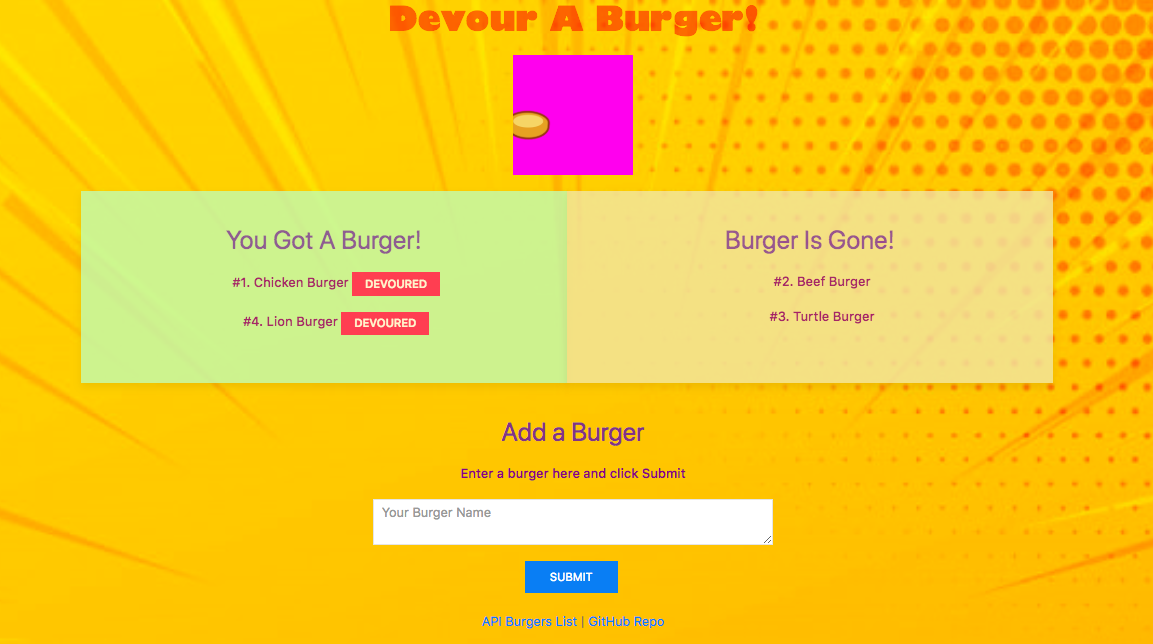 Devour A Burger!
You Got A Burger!
#1. Chicken Burger DEVOURED
#4. Lion Burger DEVOURED
Burger Is Gone!
#2. Beef Burger
#3. Turtle Burger
Add a Burger
Enter a burger here and click Submit
Your Burger Name
SUBMIT
API Burgers List | GitHub Repo